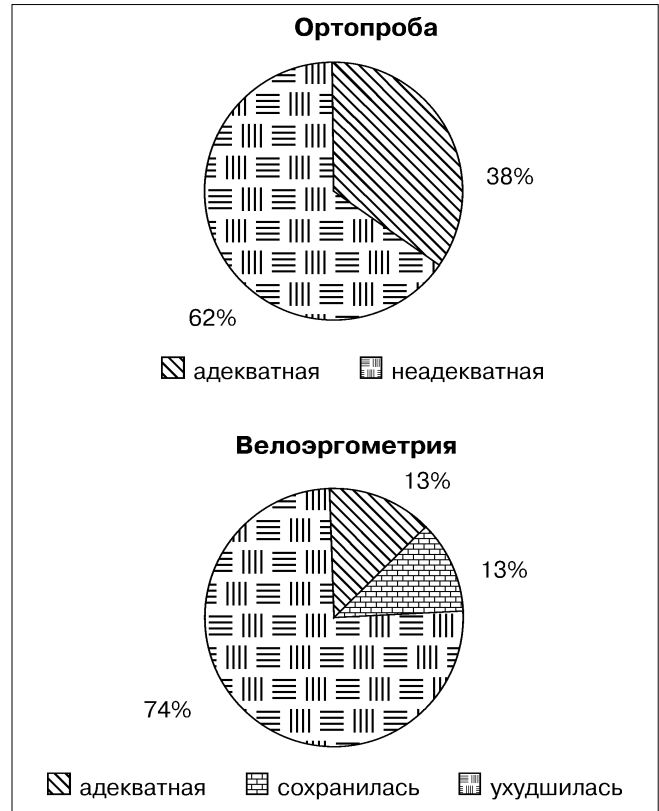 Ортопроба
38%
62%
адекватная неадекватная
Велоэргометрия
13%
13%
74%
адекватная сохранилась ухудшилась